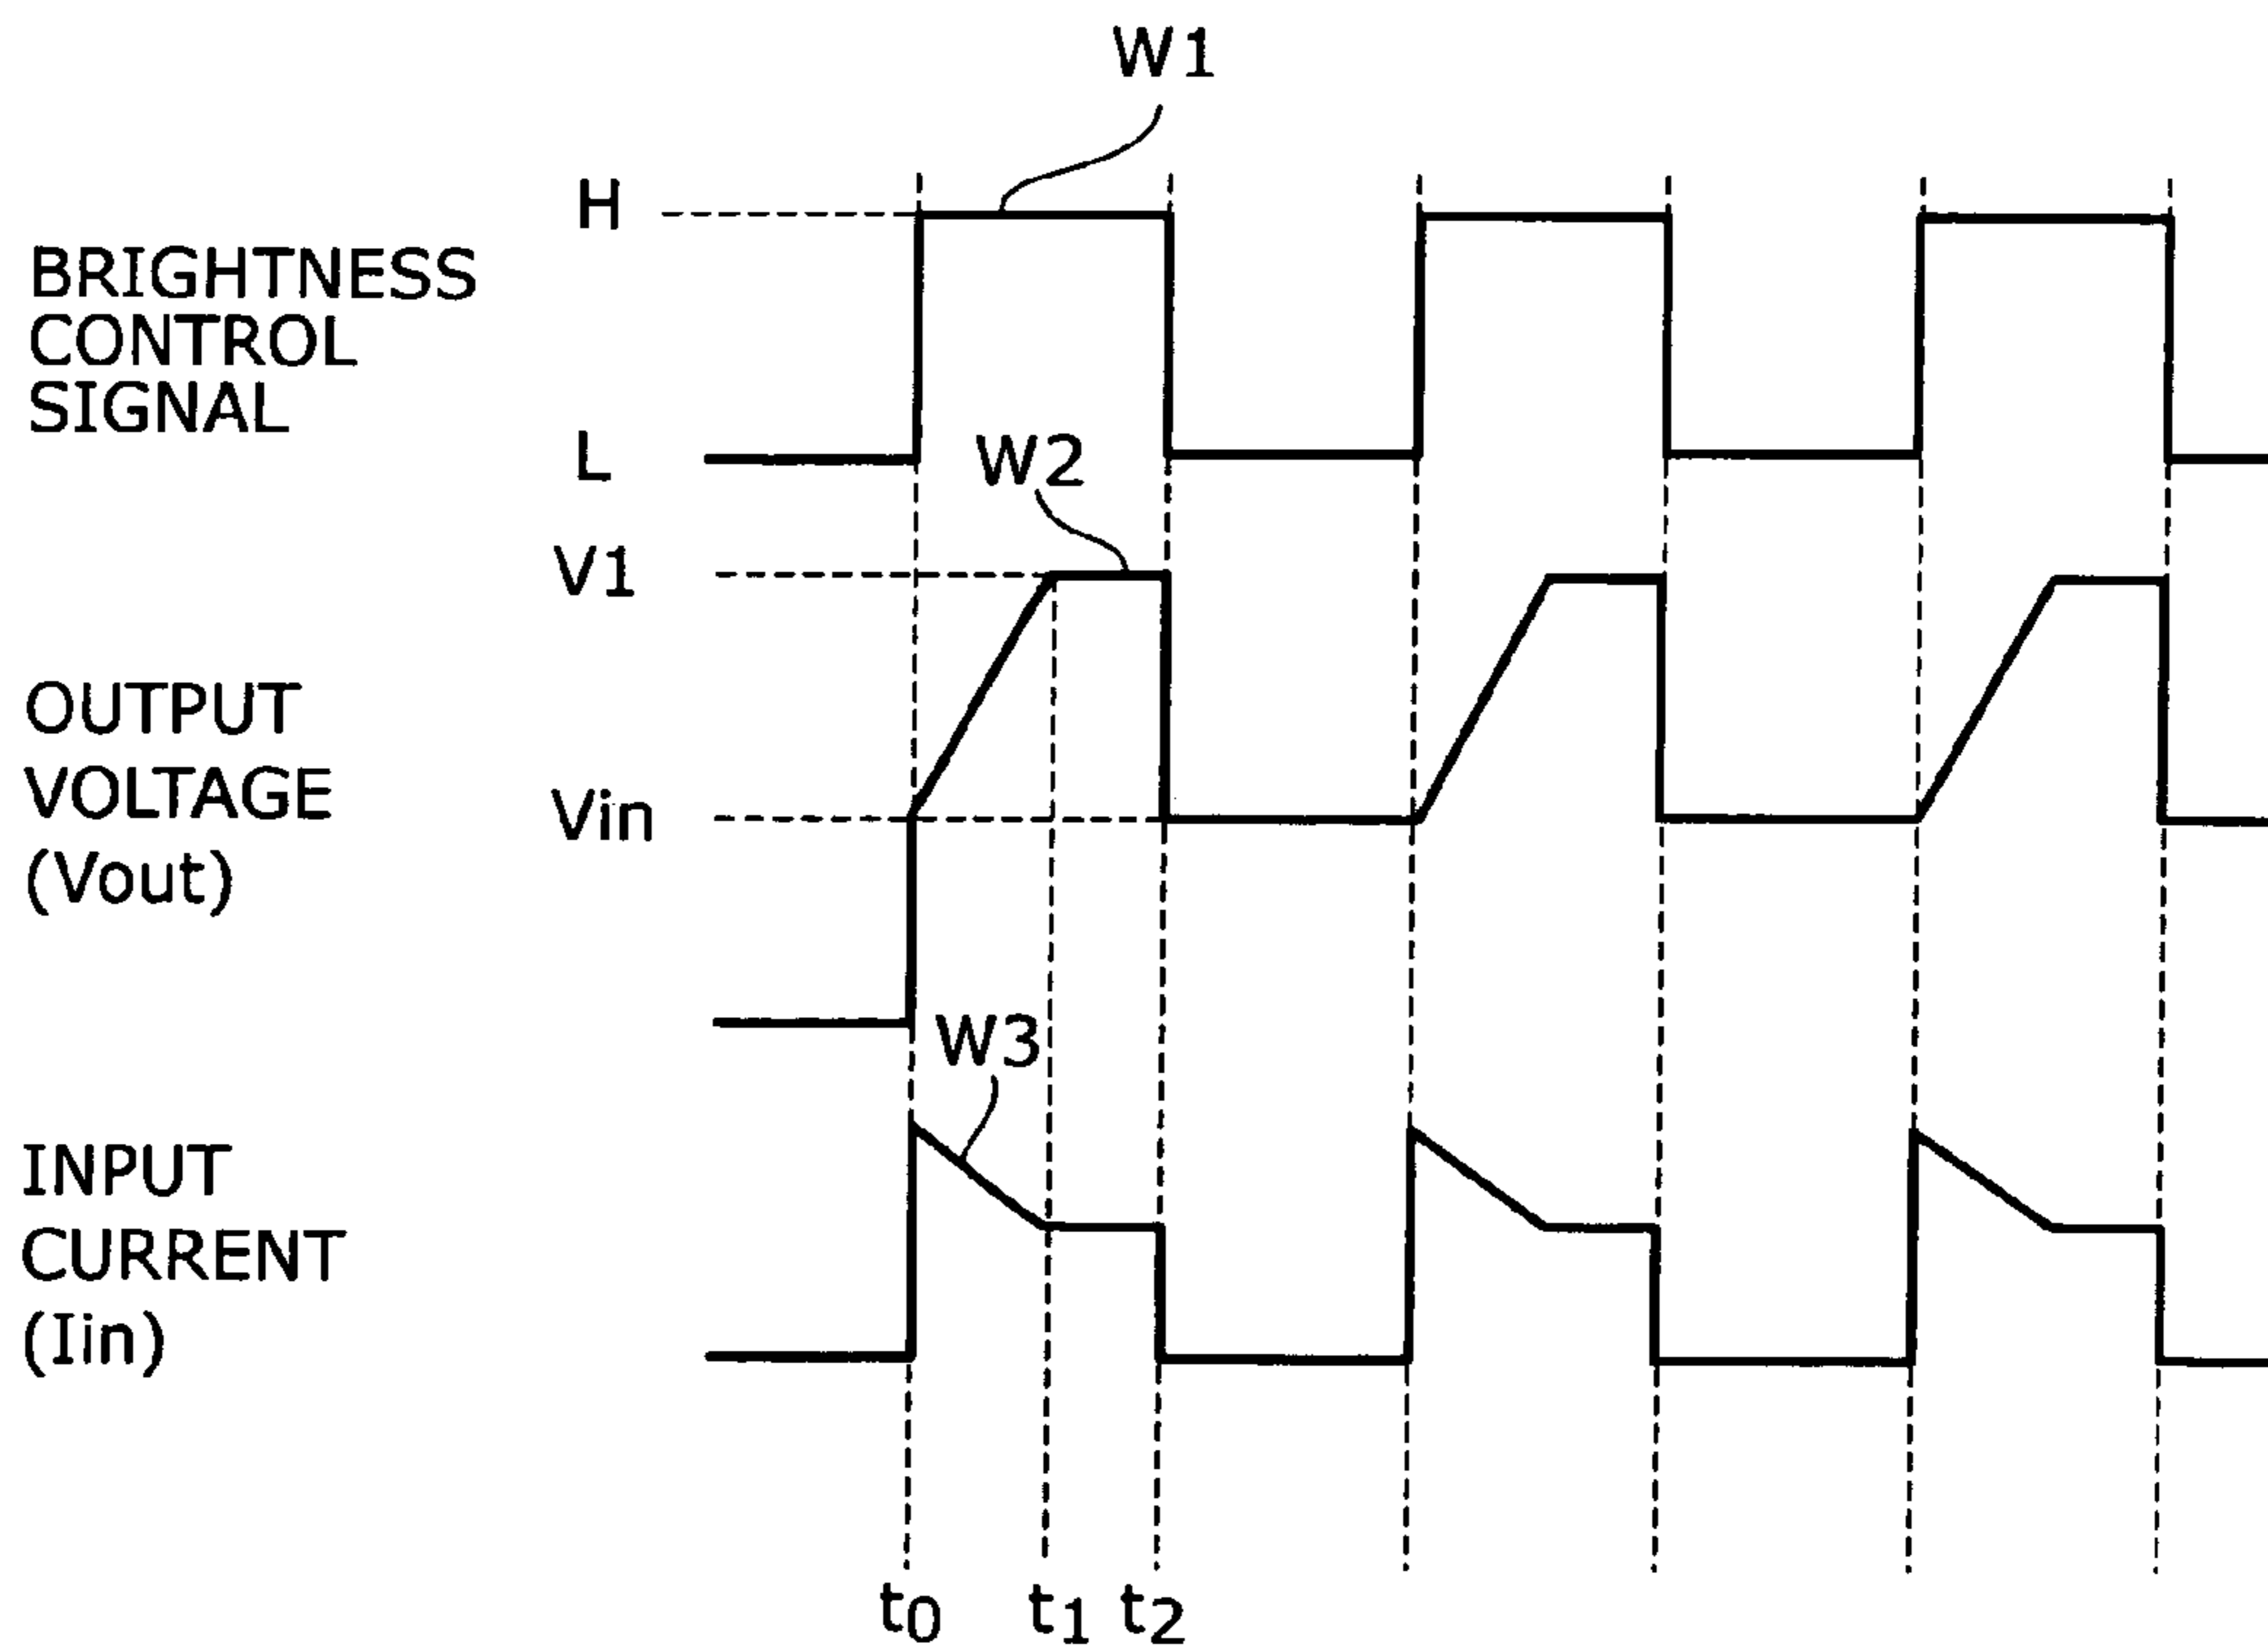 W1
H
BRIGHTNESS
CONTROL
SIGNAL
L
W2
V1
OUTPUT
VOLTAGE
(Vout)
Vin
W3
INPUT
CURRENT
(Iin)
t0 t1 t2